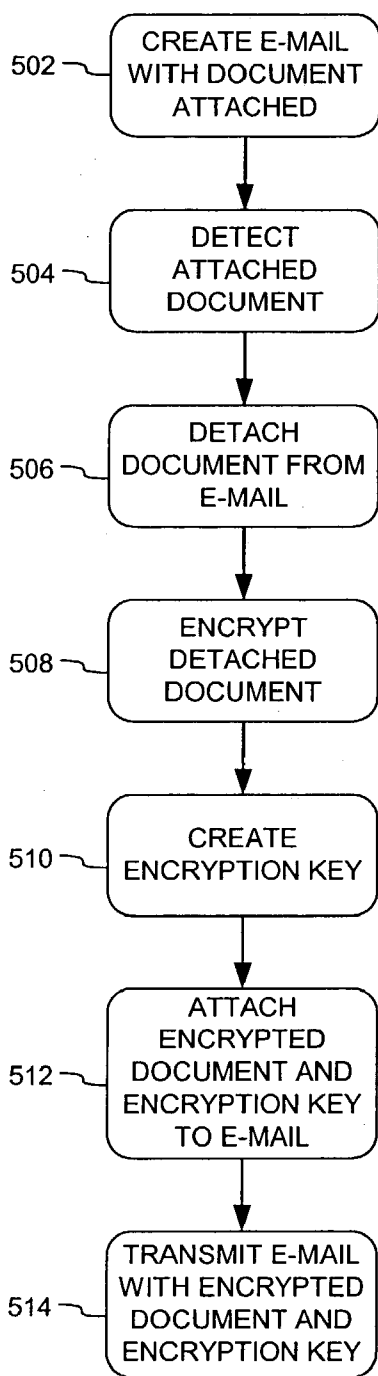 502
CREATE E-MAIL
WITH DOCUMENT
ATTACHED
504
DETECT
ATTACHED
DOCUMENT
506
DETACH
DOCUMENT FROM
E-MAIL
508
ENCRYPT
DETACHED
DOCUMENT
510
CREATE
ENCRYPTION KEY
512
ATTACH
ENCRYPTED
DOCUMENT AND
ENCRYPTION KEY
TO E-MAIL
514
TRANSMIT E-MAIL
WITH ENCRYPTED
DOCUMENT AND
ENCRYPTION KEY